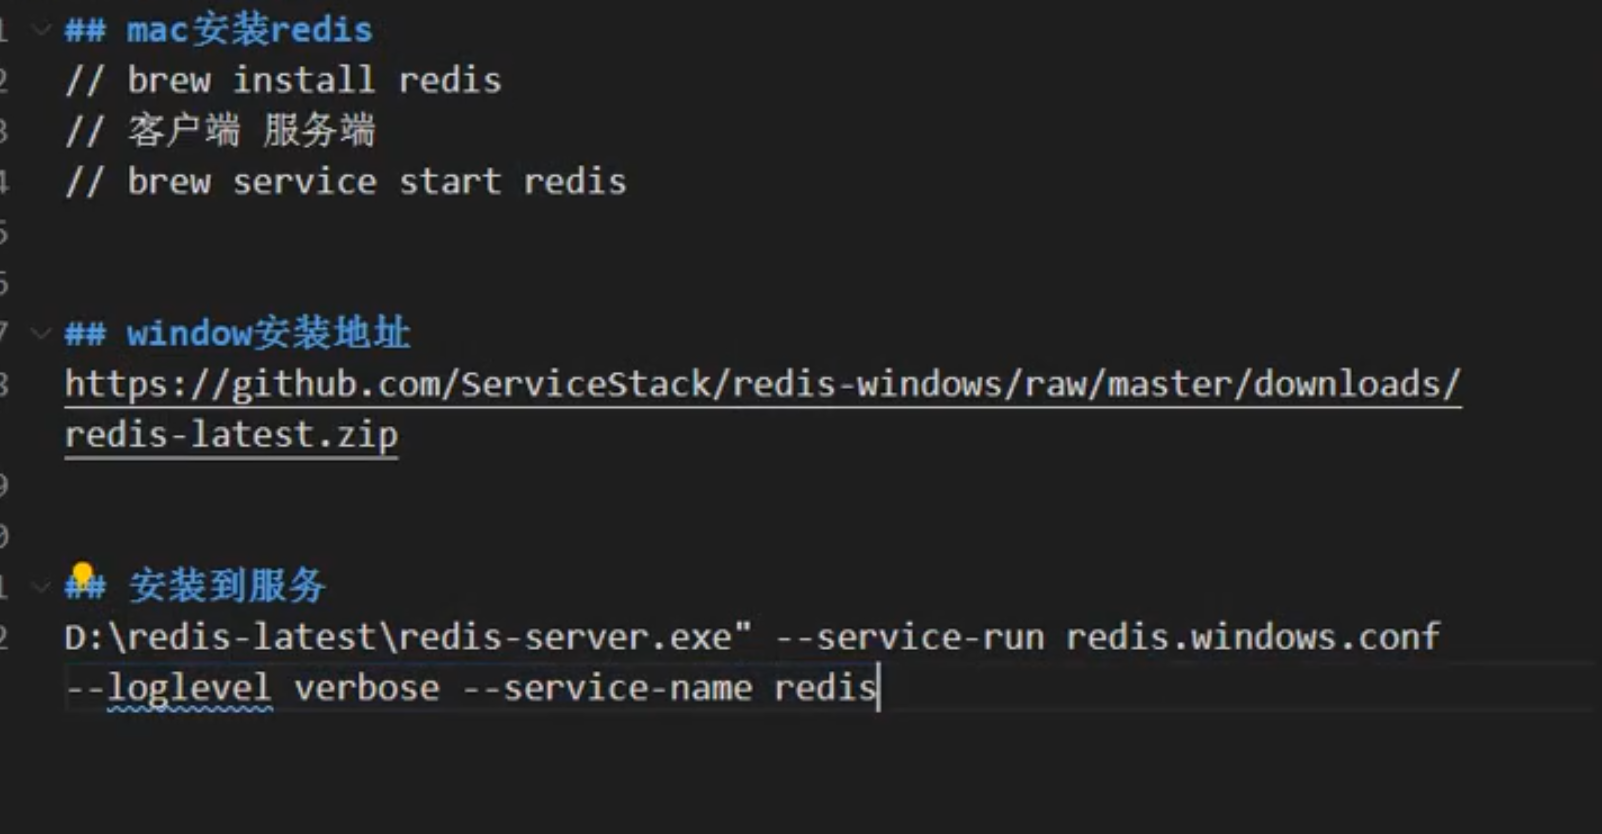 1 ## mac安装redis
2 // brew install redis
3 // 客户端 服务端
4 // brew service start redis
5
6
7 ## window安装地址
8 https://github.com/ServiceStack/redis-windows/raw/master/downloads/
redis-latest.zip
9
0
1 ## 安装到服务
2 D:\redis-latest\redis-server.exe" --service-run redis.windows.conf
--loglevel verbose --service-name redis